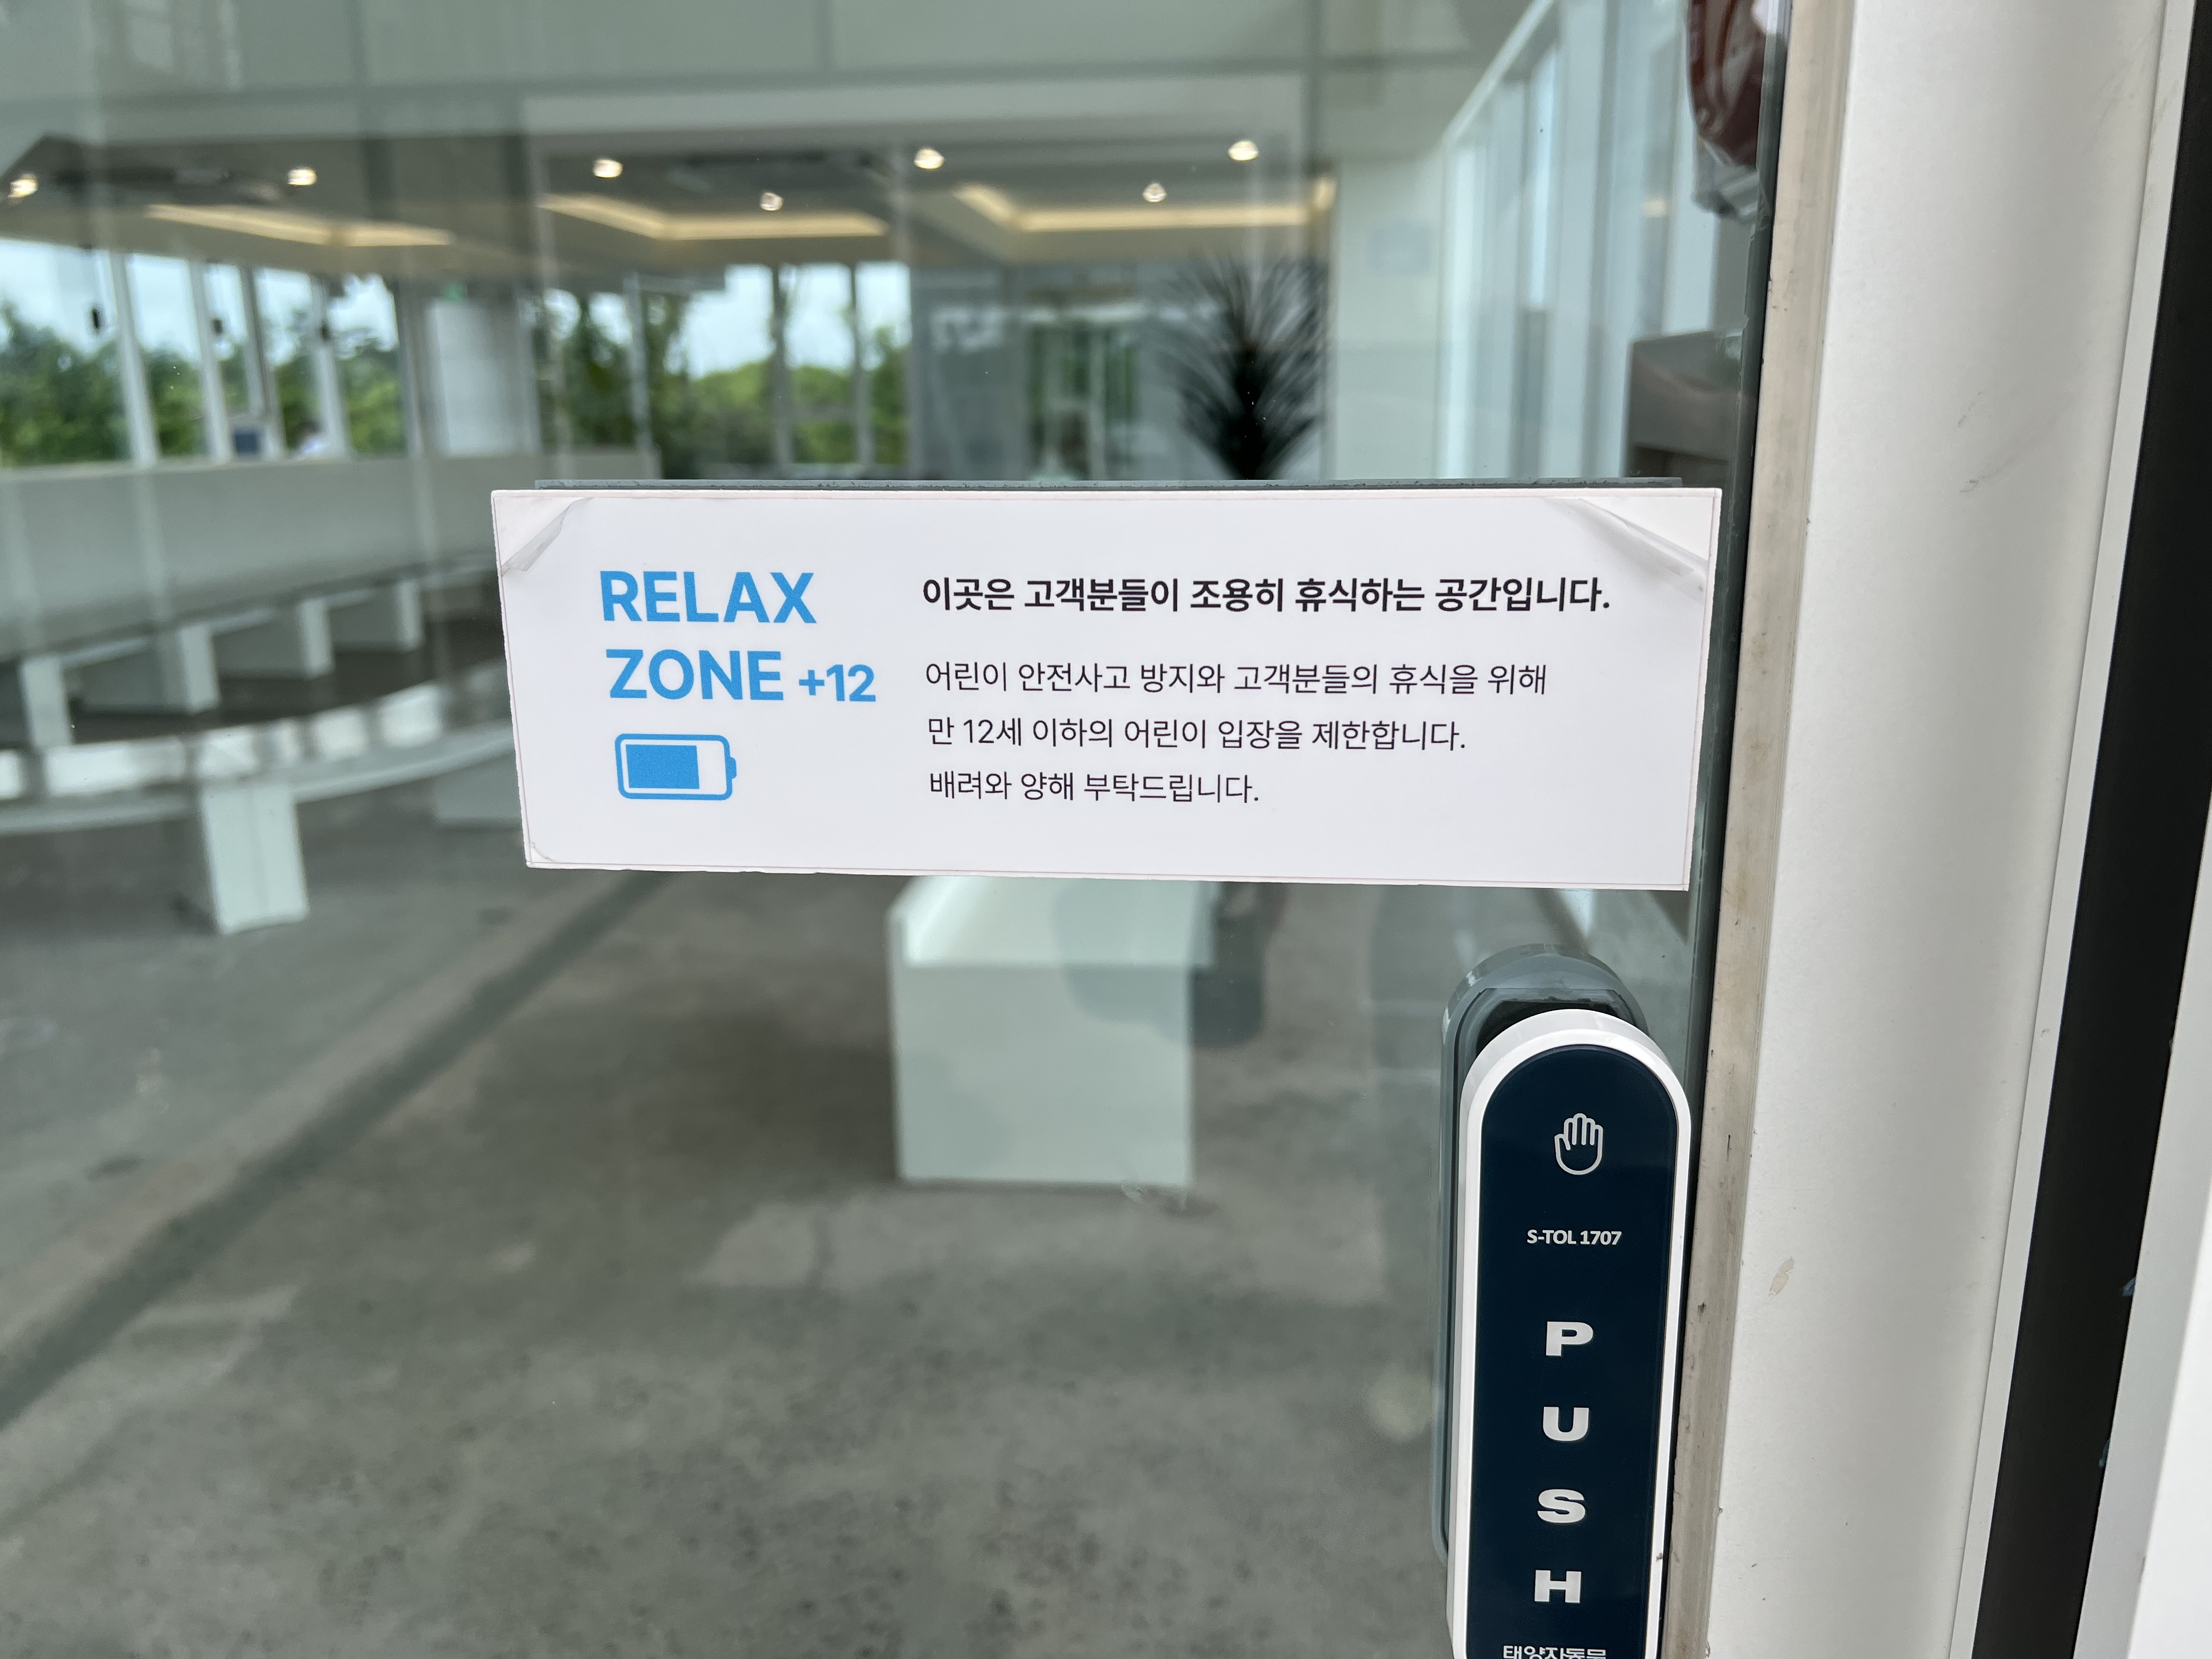 RELAX
ZONE +12
이곳은 고객분들이 조용히 휴식하는 공간입니다.
어린이 안전사고 방지와 고객분들의 휴식을 위해
만 12세 이하의 어린이 입장을 제한합니다.
배려와 양해 부탁드립니다.
S-TOL 1707
PUSH